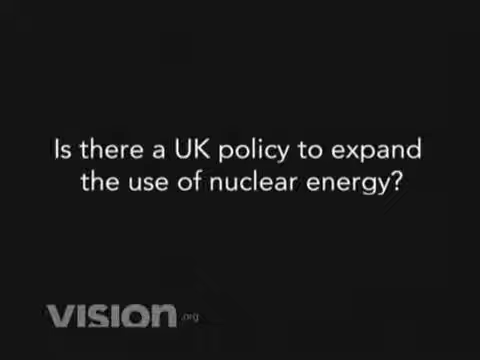 Is there a UK policy to expand
the use of nuclear energy?
VISION.org